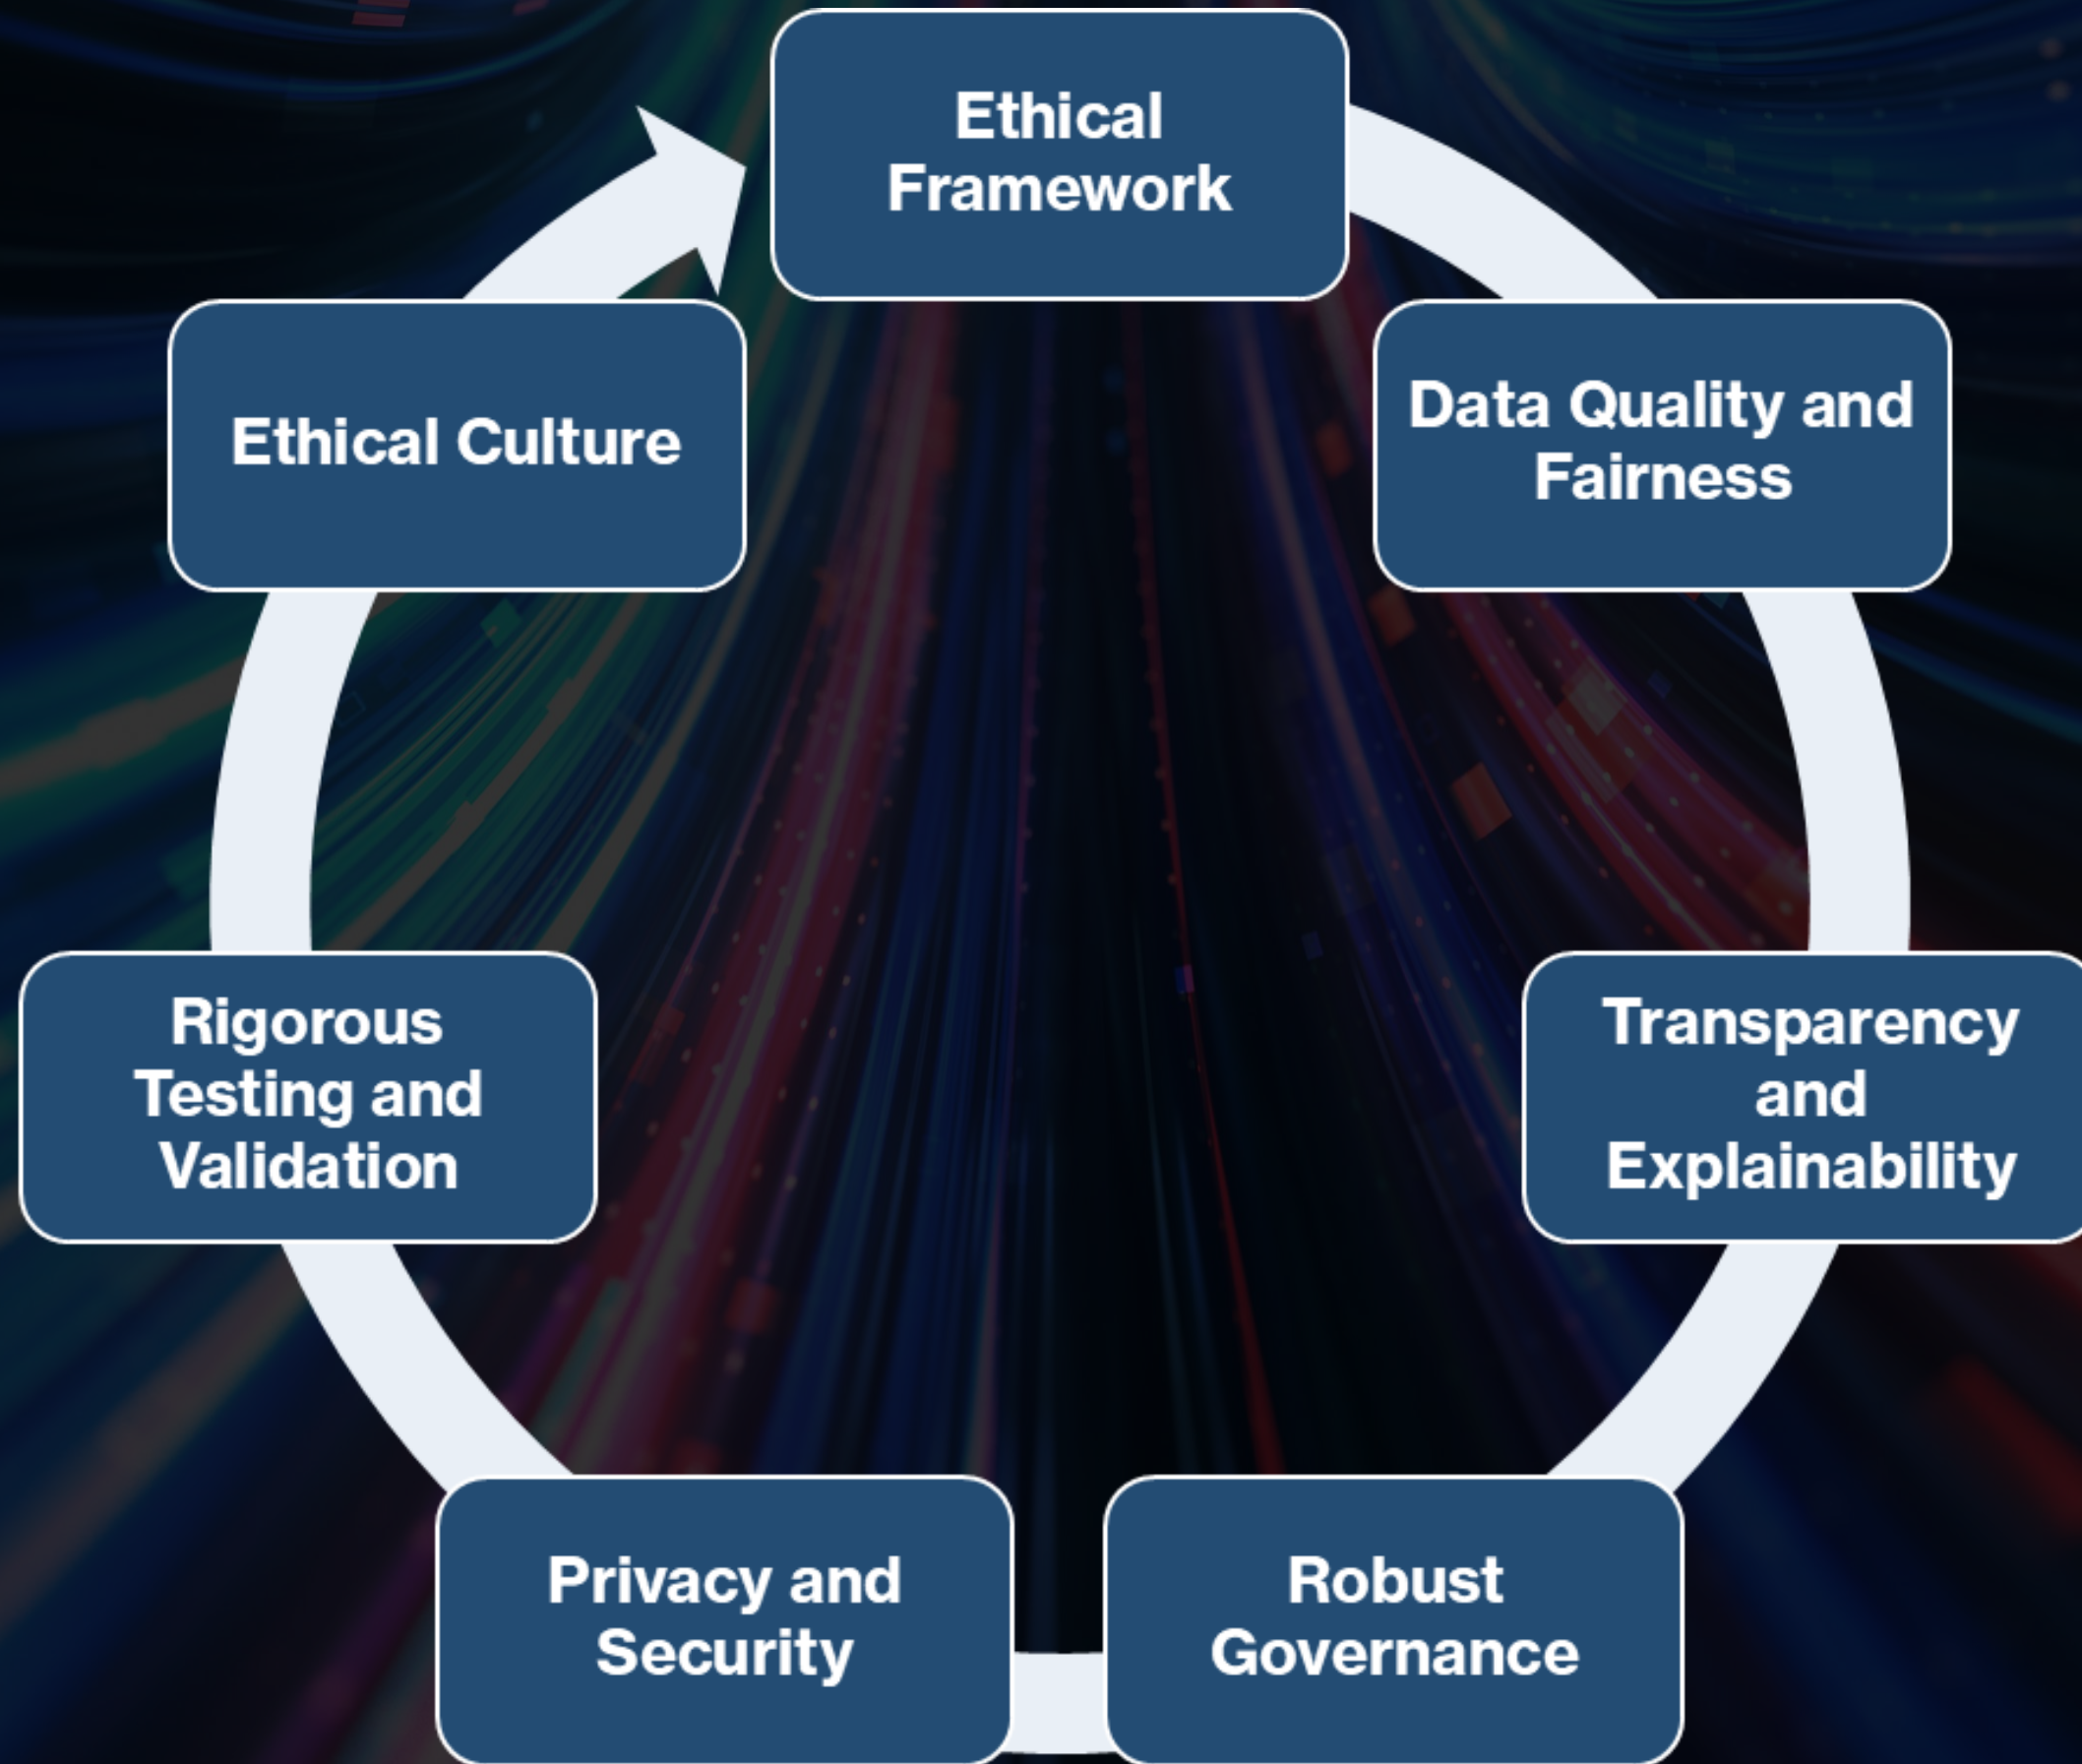 Ethical
Framework
Data Quality and
Fairness
Transparency
and
Explainability
Robust
Governance
Privacy and
Security
Rigorous
Testing and
Validation
Ethical Culture